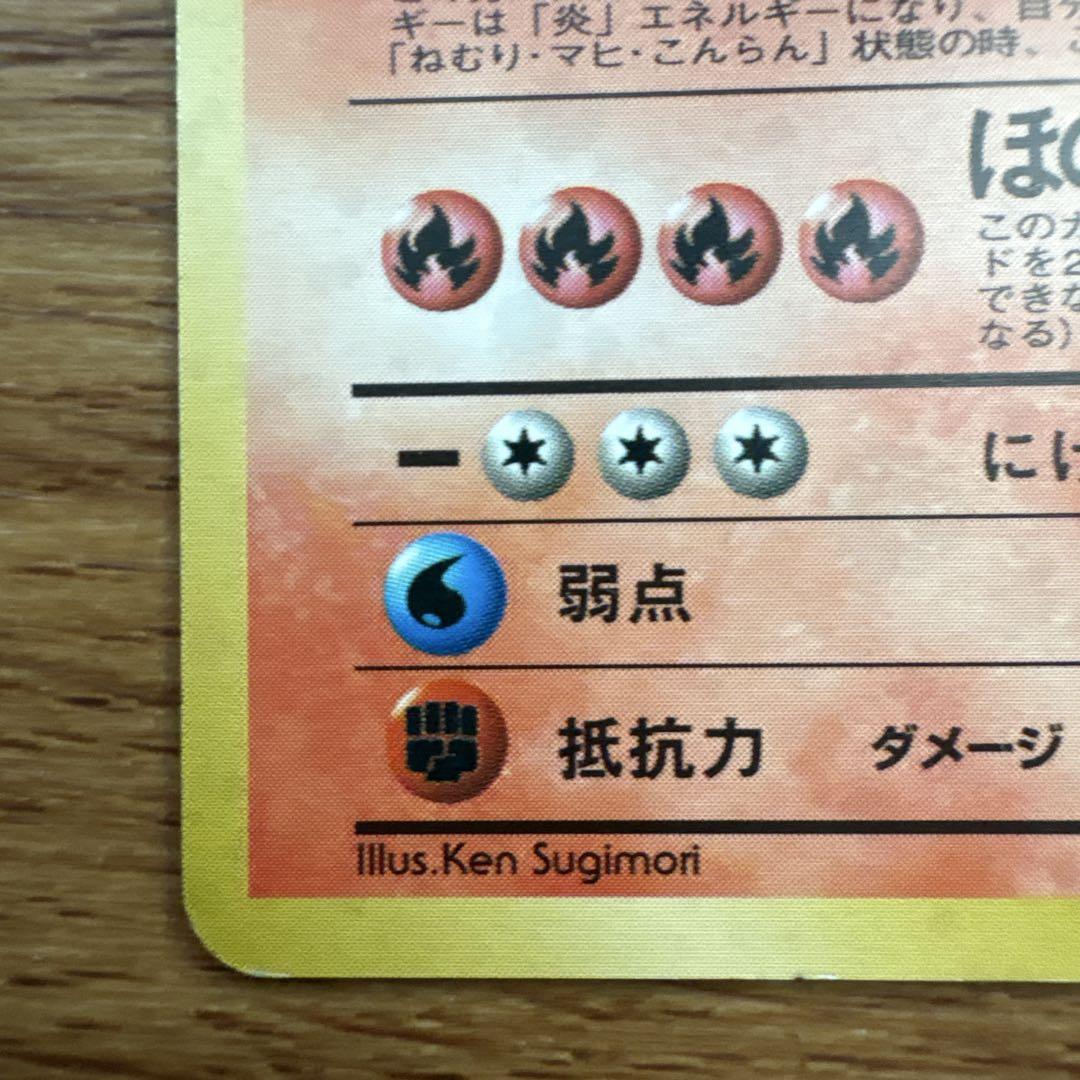 ギーは「炎」エネルギーになり、自分
「ねむり・マヒ・こんらん」状態の時、こ
ほの
このカ
ドを2
できな
なる)
にげ
弱点
抵抗力 ダメージ
Illus.Ken Sugimori